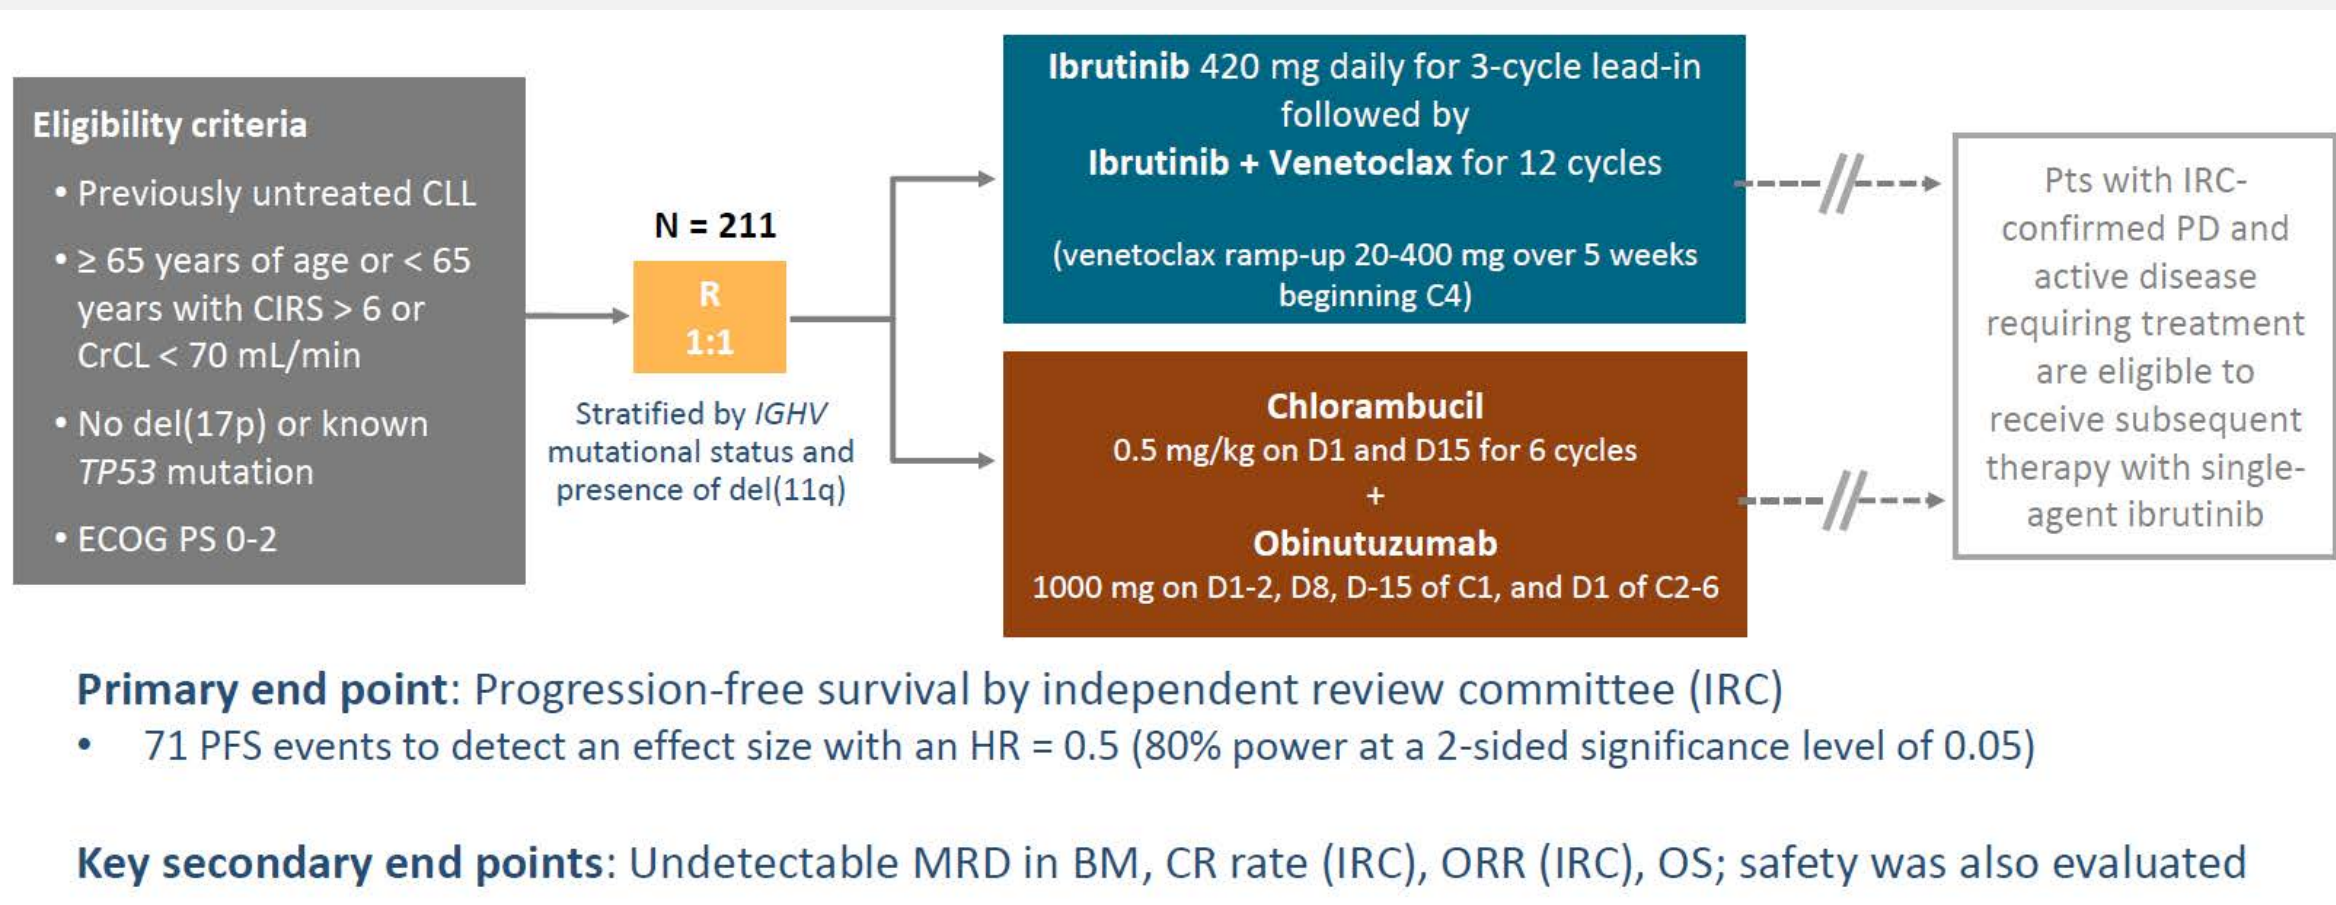 Eligibility criteria
• Previously untreated CLL
• ≥ 65 years of age or < 65
years with CIRS > 6 or
CrCL < 70 mL/min
• No del(17p) or known
TP53 mutation
• ECOG PS 0-2
N = 211
R
1:1
Stratified by IGHV
mutational status and
presence of del(11q)
Ibrutinib 420 mg daily for 3-cycle lead-in
followed by
Ibrutinib + Venetoclax for 12 cycles
(venetoclax ramp-up 20-400 mg over 5 weeks
beginning C4)
Chlorambucil
0.5 mg/kg on D1 and D15 for 6 cycles
+
Obinutuzumab
1000 mg on D1-2, D8, D-15 of C1, and D1 of C2-6
Pts with IRC-
confirmed PD and
active disease
requiring treatment
are eligible to
receive subsequent
therapy with single-
agent ibrutinib
Primary end point: Progression-free survival by independent review committee (IRC)
• 71 PFS events to detect an effect size with an HR = 0.5 (80% power at a 2-sided significance level of 0.05)
Key secondary end points: Undetectable MRD in BM, CR rate (IRC), ORR (IRC), OS; safety was also evaluated